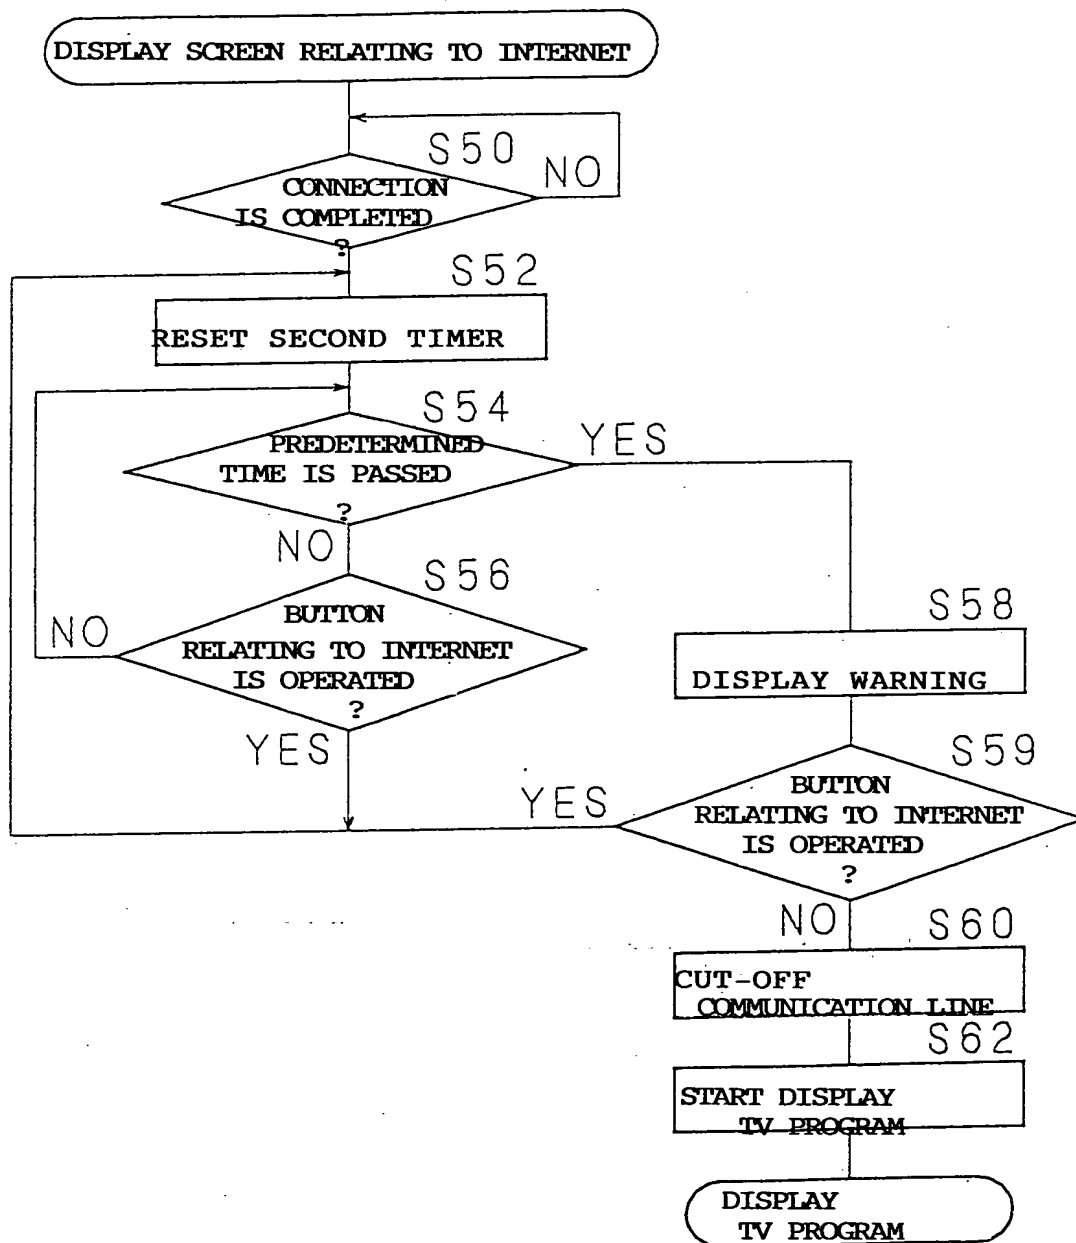 DISPLAY SCREEN RELATING TO INTERNET
S50
NO
CONNECTION
IS COMPLETED
?
S52
RESET SECOND TIMER
S54
YES
PREDETERMINED
TIME IS PASSED
?
NO
S56
NO
BUTTON
RELATING TO INTERNET
IS OPERATED
?
YES
S58
DISPLAY WARNING
S59
YES
BUTTON
RELATING TO INTERNET
IS OPERATED
?
NO
S60
CUT-OFF
COMMUNICATION LINE
S62
START DISPLAY
TV PROGRAM
DISPLAY
TV PROGRAM